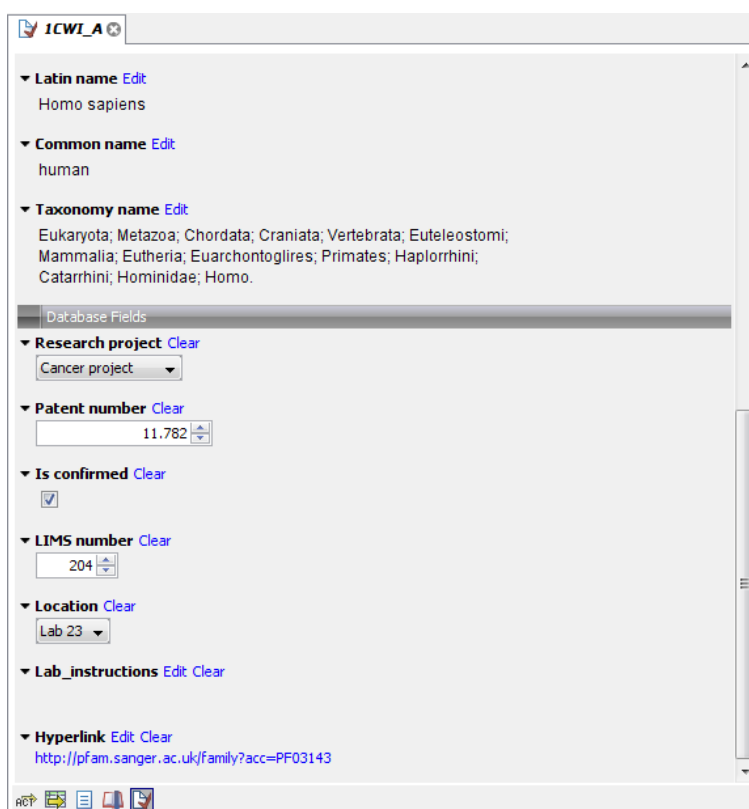 1CWI_A
Latin name Edit
Homo sapiens
Common name Edit
human
Taxonomy name Edit
Eukaryota; Metazoa; Chordata; Craniata; Vertebrata; Euteleostomi;
Mammalia; Eutheria; Euarchontoglires; Primates; Haplorrhini;
Catarrhini; Hominidae; Homo.
Database Fields
Research project Clear
Cancer project
Patent number Clear
11.782
Is confirmed Clear
LIMS number Clear
204
Location Clear
Lab 23
Lab_instructions Edit Clear
Hyperlink Edit Clear
http://pfam.sanger.ac.uk/family?acc=PF03143